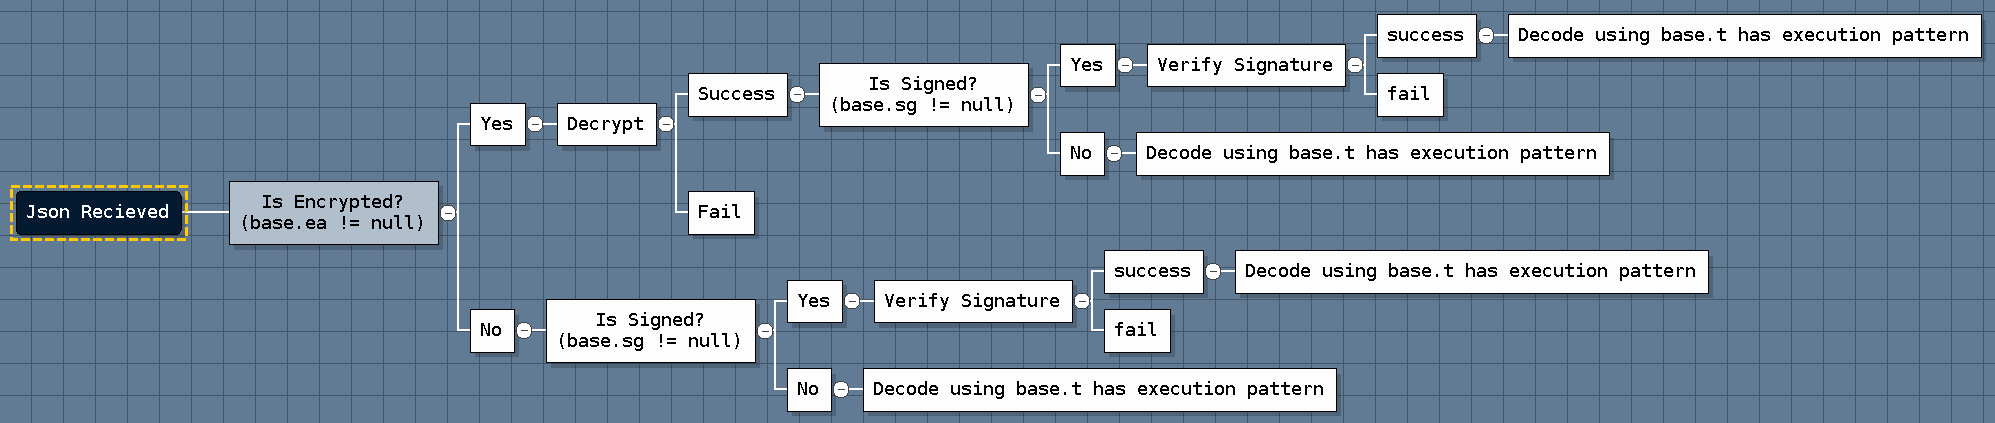 Json Recieved
Is Encrypted?
(base.ea != null)
Yes
Decrypt
Success
Is Signed?
(base.sg != null)
Yes
Verify Signature
success
Decode using base.t has execution pattern
fail
No
Decode using base.t has execution pattern
Fail
No
Is Signed?
(base.sg != null)
Yes
Verify Signature
success
Decode using base.t has execution pattern
fail
No
Decode using base.t has execution pattern